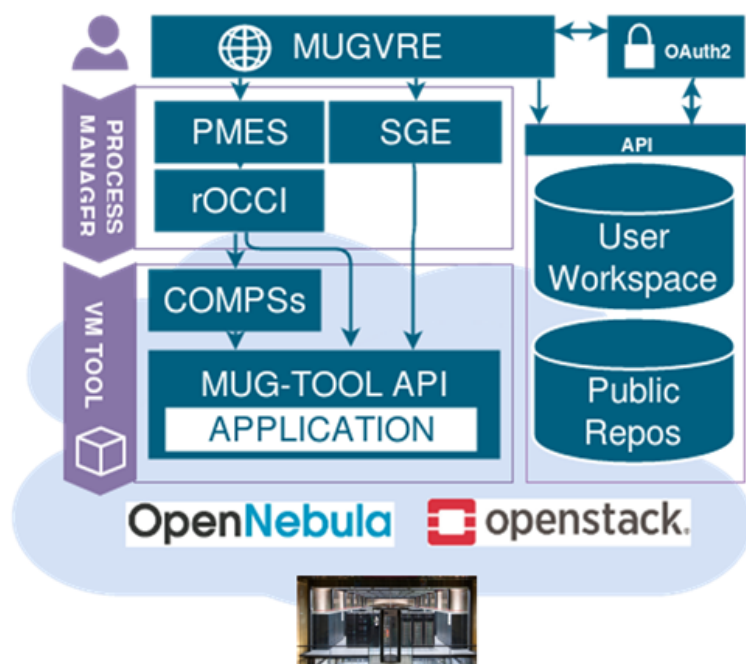 MUGVRE
OAuth2
PROCESS
MANAGER
PMES
SGE
API
rOCCI
User
Workspace
VM TOOL
COMPSs
MUG-TOOL API
APPLICATION
Public
Repos
OpenNebula
openstack.